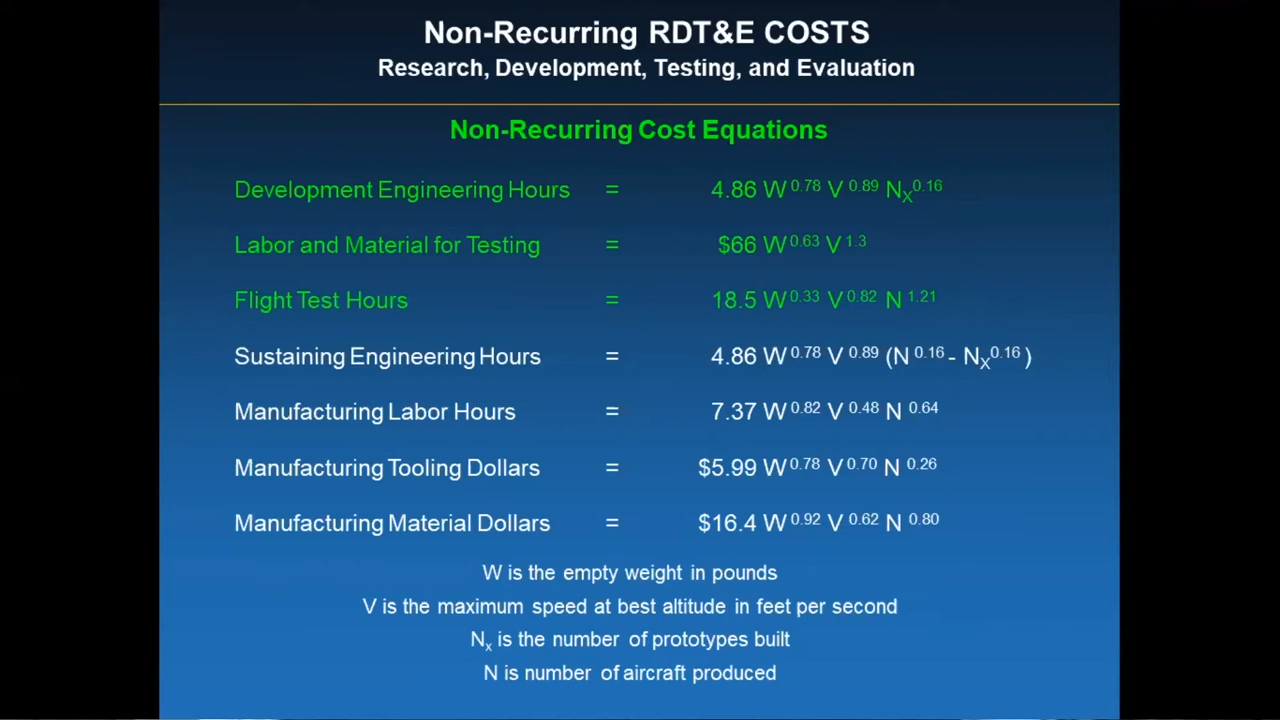 Non-Recurring RDT&E COSTS
Research, Development, Testing, and Evaluation
Non-Recurring Cost Equations
Development Engineering Hours = 4.86 W^0.78 V^0.89 N_X^0.16
Labor and Material for Testing = $66 W^0.63 V^1.3
Flight Test Hours = 18.5 W^0.33 V^0.82 N^1.21
Sustaining Engineering Hours = 4.86 W^0.78 V^0.89 (N^0.16 - N_X^0.16)
Manufacturing Labor Hours = 7.37 W^0.82 V^0.48 N^0.64
Manufacturing Tooling Dollars = $5.99 W^0.78 V^0.70 N^0.26
Manufacturing Material Dollars = $16.4 W^0.92 V^0.62 N^0.80
W is the empty weight in pounds
V is the maximum speed at best altitude in feet per second
N_x is the number of prototypes built
N is number of aircraft produced